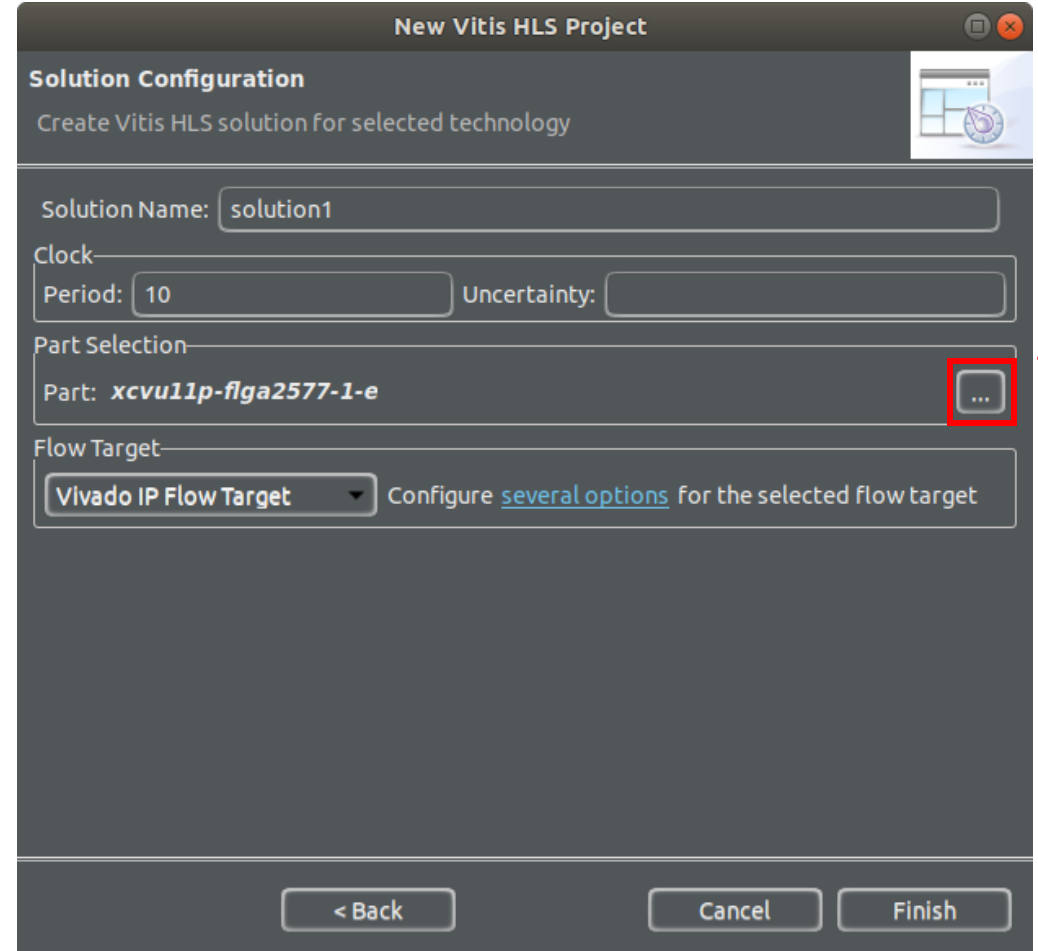 New Vitis HLS Project
Solution Configuration
Create Vitis HLS solution for selected technology
Solution Name: solution1
Clock
Period: 10 Uncertainty:
Part Selection
Part: xcvu11p-flga2577-1-e ...
Flow Target
Vivado IP Flow Target Configure several options for the selected flow target
< Back Cancel Finish